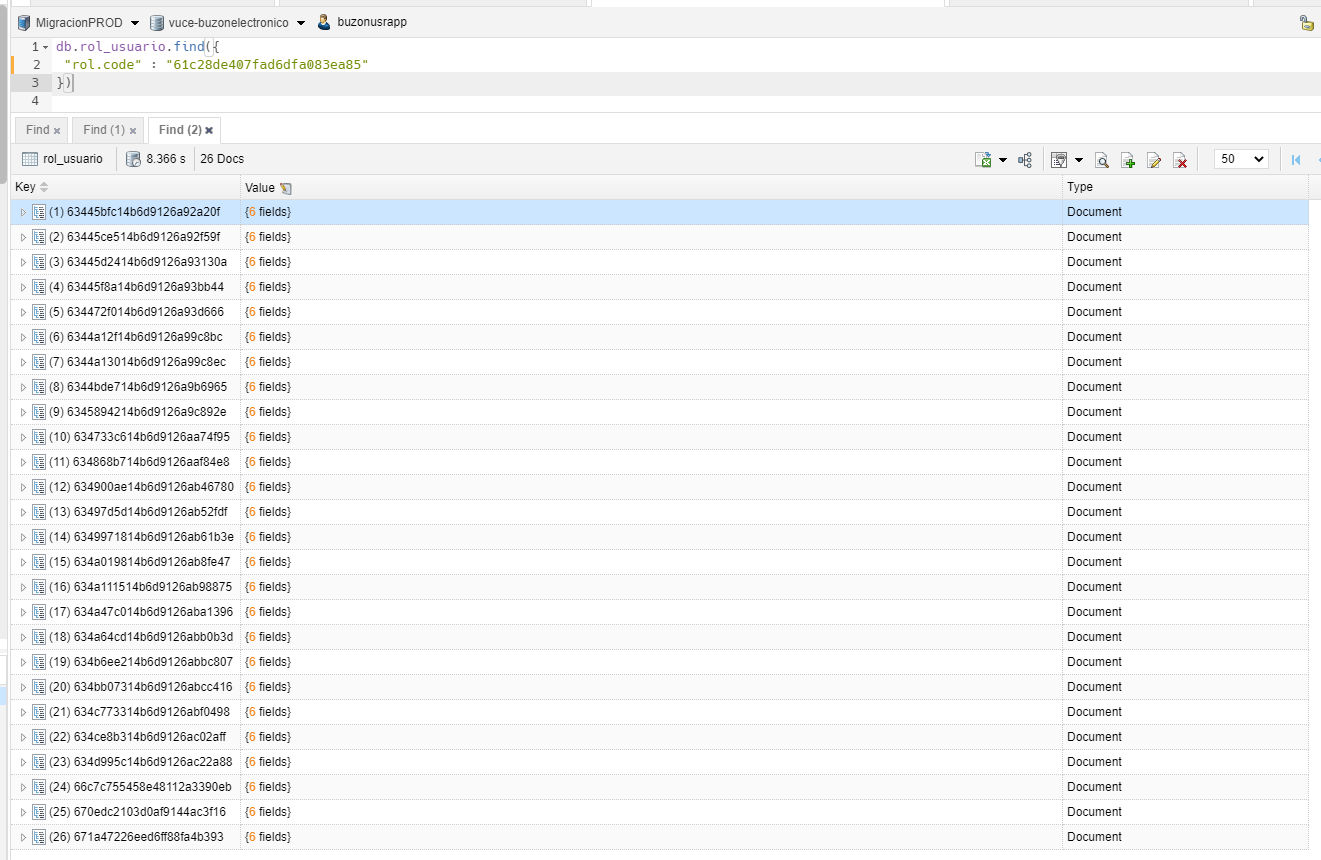 MigracionPROD vuce-buzonelectronico buzonusrapp
1 db.rol_usuario.find({
2 "rol.code" : "61c28de407fad6dfa083ea85"
3 })
4
Find × Find (1) × Find (2) ×
rol_usuario 8.366 s 26 Docs 50
Key Value Type
(1) 63445bfc14b6d9126a92a20f {6 fields} Document
(2) 63445ce514b6d9126a92f59f {6 fields} Document
(3) 63445d2414b6d9126a93130a {6 fields} Document
(4) 63445f8a14b6d9126a93bb44 {6 fields} Document
(5) 634472f014b6d9126a93d666 {6 fields} Document
(6) 6344a12f14b6d9126a99c8bc {6 fields} Document
(7) 6344a13014b6d9126a99c8ec {6 fields} Document
(8) 6344bde714b6d9126a9b6965 {6 fields} Document
(9) 6345894214b6d9126a9c892e {6 fields} Document
(10) 634733c614b6d9126aa74f95 {6 fields} Document
(11) 634868b714b6d9126aaf84e8 {6 fields} Document
(12) 634900ae14b6d9126ab46780 {6 fields} Document
(13) 63497d5d14b6d9126ab52fdf {6 fields} Document
(14) 6349971814b6d9126ab61b3e {6 fields} Document
(15) 634a019814b6d9126ab8fe47 {6 fields} Document
(16) 634a111514b6d9126ab98875 {6 fields} Document
(17) 634a47c014b6d9126aba1396 {6 fields} Document
(18) 634a64cd14b6d9126abb0b3d {6 fields} Document
(19) 634b6ee214b6d9126abbc807 {6 fields} Document
(20) 634bb07314b6d9126abcc416 {6 fields} Document
(21) 634c773314b6d9126abf0498 {6 fields} Document
(22) 634ce8b314b6d9126ac02aff {6 fields} Document
(23) 634d995c14b6d9126ac22a88 {6 fields} Document
(24) 66c7c755458e48112a3390eb {6 fields} Document
(25) 670edc2103d0af9144ac3f16 {6 fields} Document
(26) 671a47226eed6ff88fa4b393 {6 fields} Document